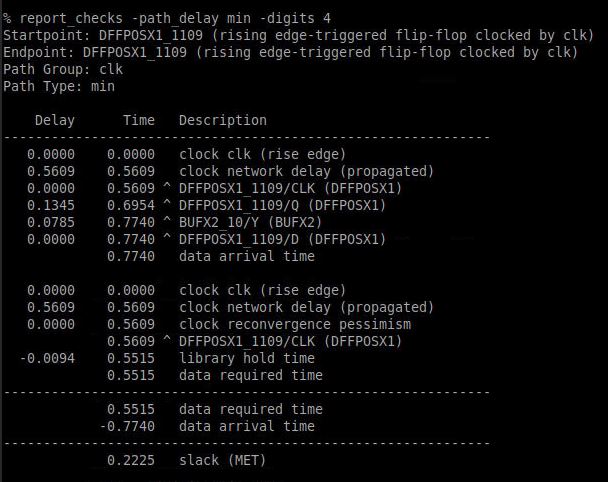 % report_checks -path_delay min -digits 4
Startpoint: DFFPOSX1_1109 (rising edge-triggered flip-flop clocked by clk)
Endpoint: DFFPOSX1_1109 (rising edge-triggered flip-flop clocked by clk)
Path Group: clk
Path Type: min

    Delay      Time   Description
-----------------------------------------------------------
   0.0000    0.0000   clock clk (rise edge)
   0.5609    0.5609   clock network delay (propagated)
   0.0000    0.5609 ^ DFFPOSX1_1109/CLK (DFFPOSX1)
   0.1345    0.6954 ^ DFFPOSX1_1109/Q (DFFPOSX1)
   0.0785    0.7740 ^ BUFX2_10/Y (BUFX2)
   0.0000    0.7740 ^ DFFPOSX1_1109/D (DFFPOSX1)
             0.7740   data arrival time

   0.0000    0.0000   clock clk (rise edge)
   0.5609    0.5609   clock network delay (propagated)
   0.0000    0.5609   clock reconvergence pessimism
             0.5609 ^ DFFPOSX1_1109/CLK (DFFPOSX1)
  -0.0094    0.5515   library hold time
             0.5515   data required time
-----------------------------------------------------------
             0.5515   data required time
            -0.7740   data arrival time
-----------------------------------------------------------
             0.2225   slack (MET)